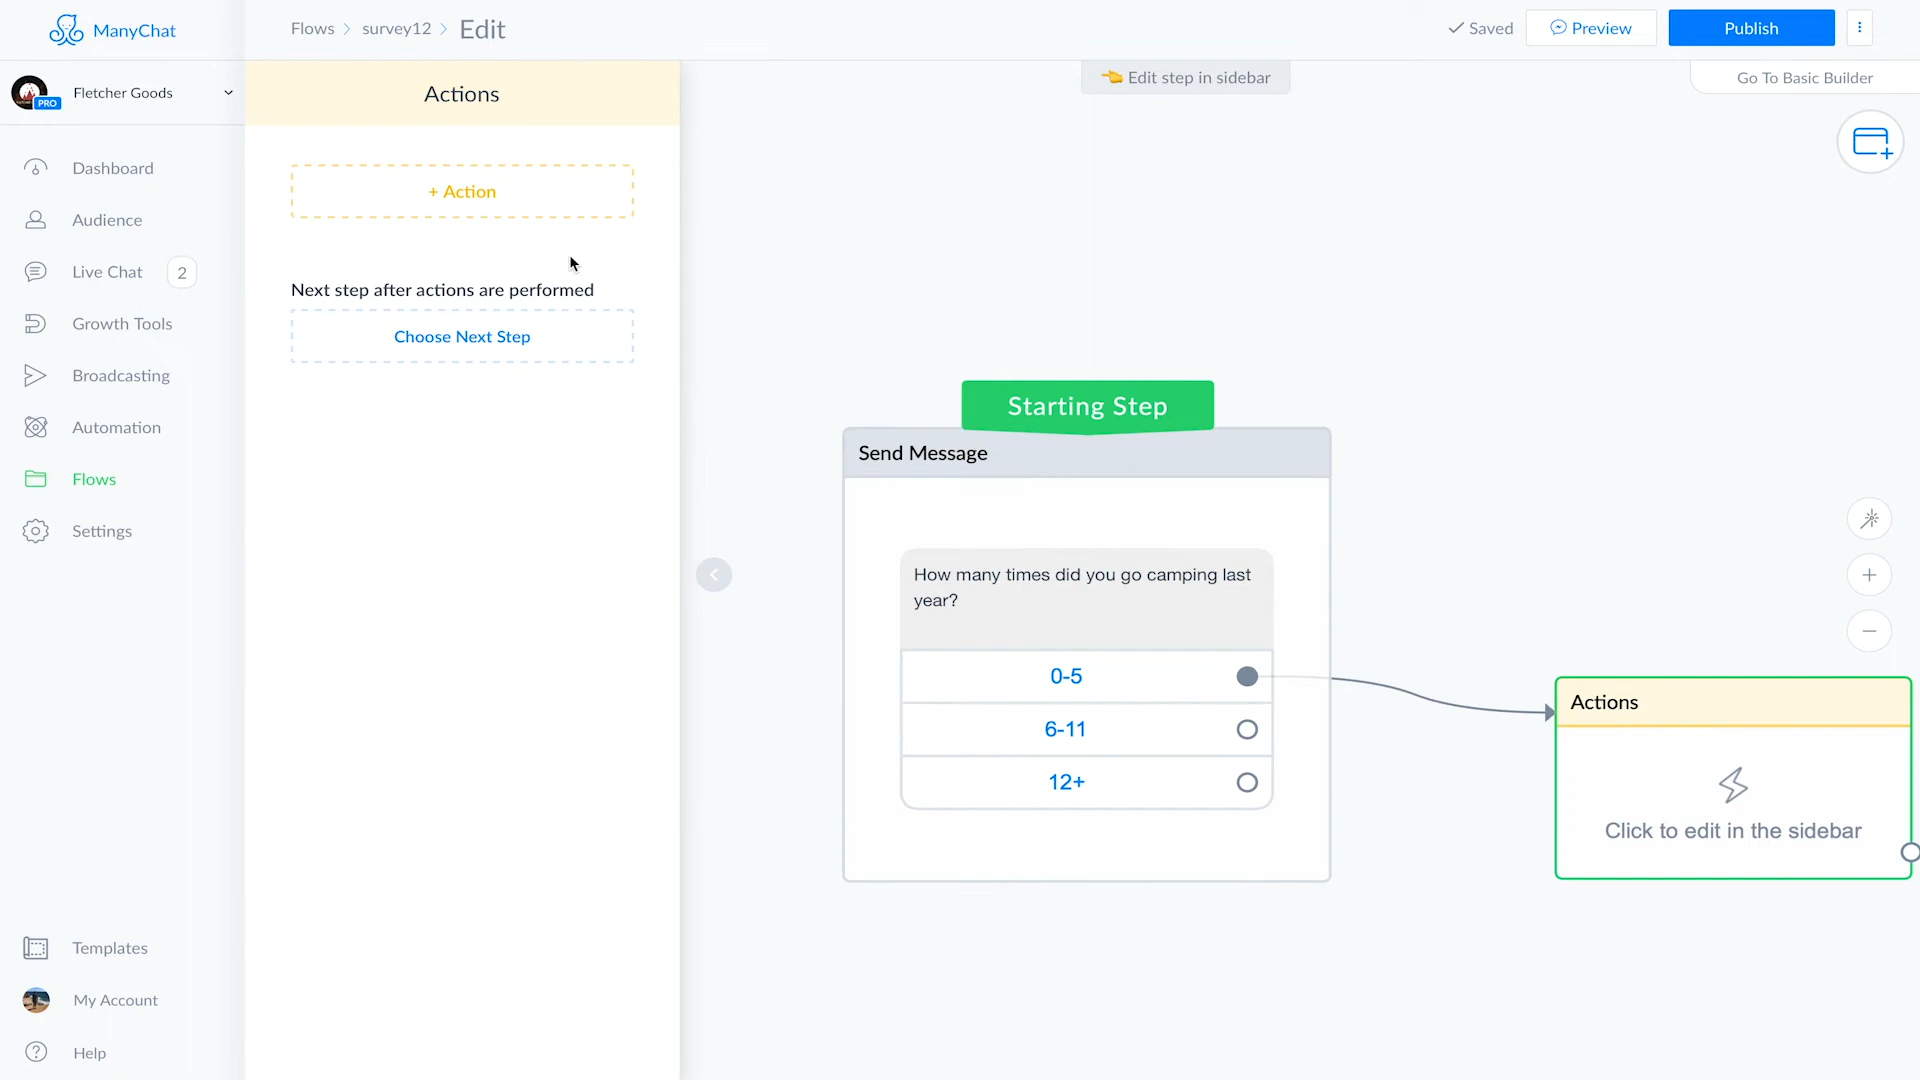 ManyChat
Flows
survey12
Edit
Saved
Preview
Publish
PRO
Fletcher Goods
Dashboard
Audience
Live Chat
2
Growth Tools
Broadcasting
Automation
Flows
Settings
Templates
My Account
Help
Actions
+ Action
Next step after actions are performed
Choose Next Step
Edit step in sidebar
Go To Basic Builder
Starting Step
Send Message
How many times did you go camping last
year?
0-5
6-11
12+
Actions
Click to edit in the sidebar